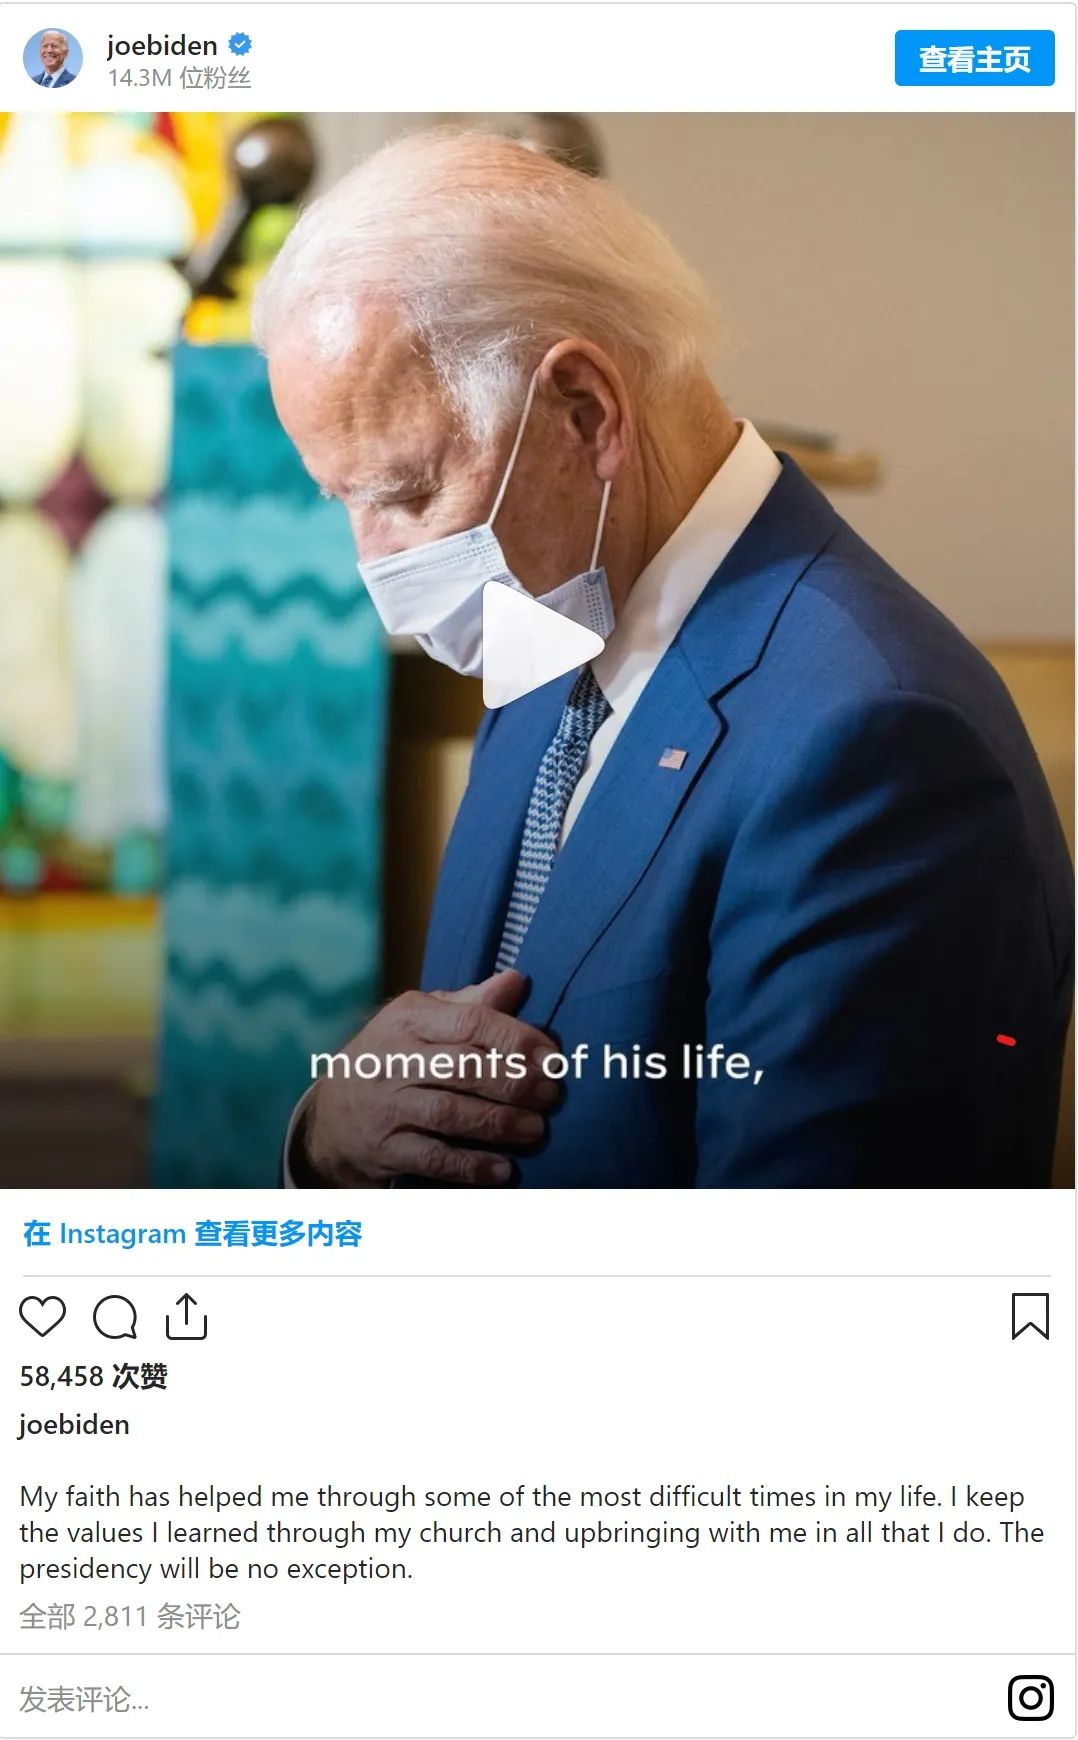 joebiden
14.3M 位粉丝
查看主页
moments of his life,
在 Instagram 查看更多内容
58,458 次赞
joebiden
My faith has helped me through some of the most difficult times in my life. I keep
the values I learned through my church and upbringing with me in all that I do. The
presidency will be no exception.
全部 2,811 条评论
发表评论...